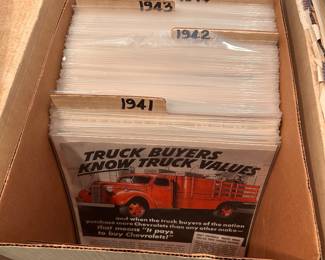 1943
1942
1941
TRUCK BUYERS
KNOW TRUCK VALUES
and when the truck buyers of the nation
purchase more Chevrolets than any other make—
that means "It pays
to buy Chevrolets!"